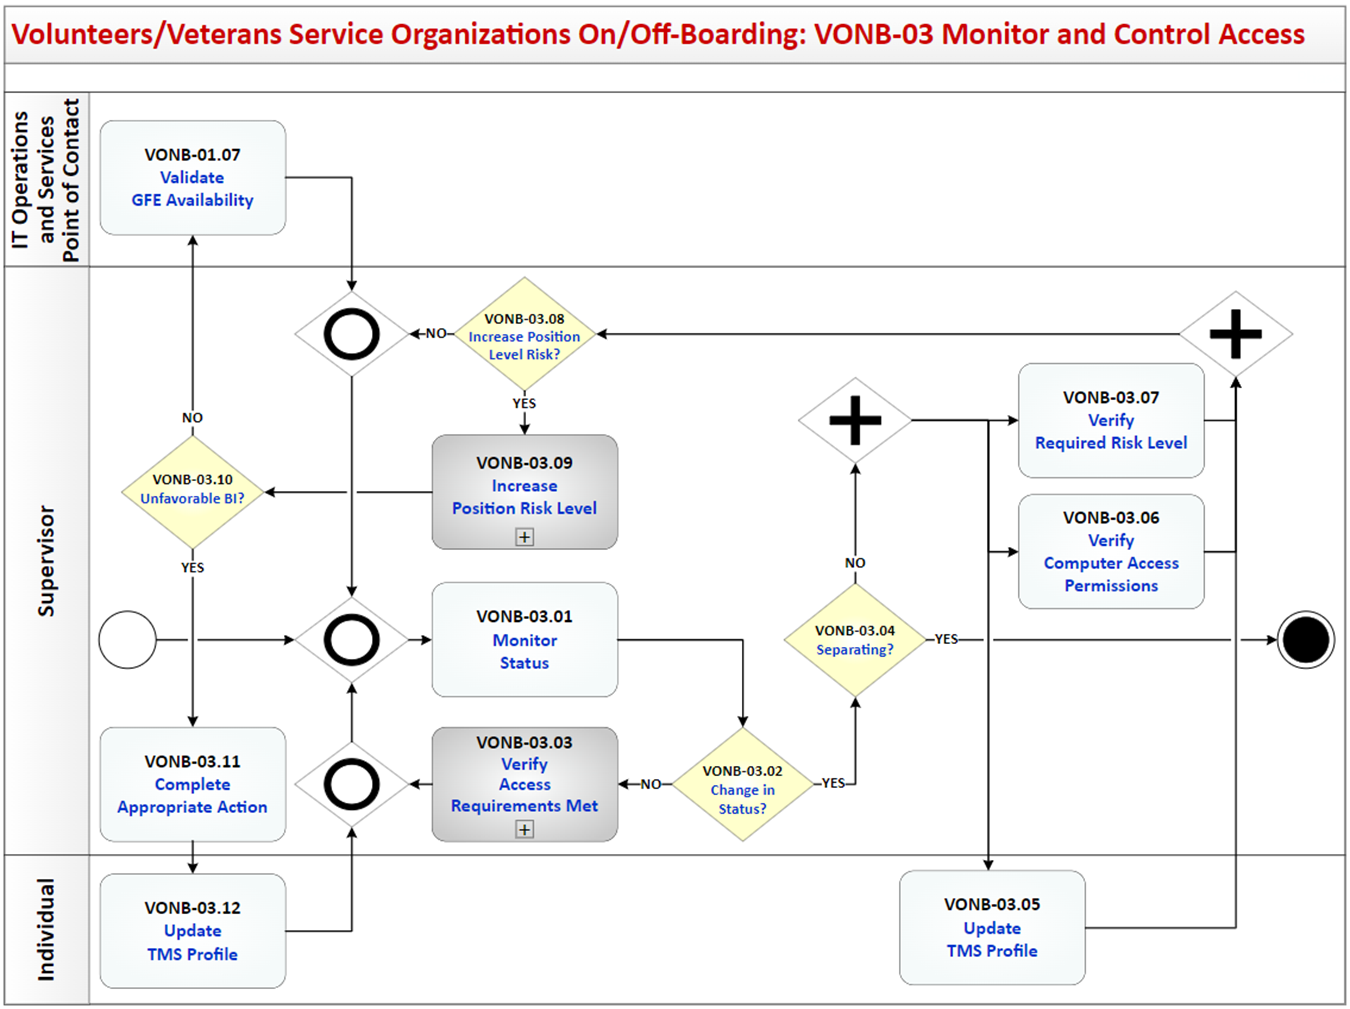 Volunteers/Veterans Service Organizations On/Off-Boarding: VONB-03 Monitor and Control Access
IT Operations
and Services
Point of Contact
VONB-01.07
Validate
GFE Availability
Supervisor
VONB-03.08
Increase Position
Level Risk?
NO
YES
VONB-03.07
Verify
Required Risk Level
NO
VONB-03.10
Unfavorable BI?
YES
VONB-03.09
Increase
Position Risk Level
VONB-03.06
Verify
Computer Access
Permissions
NO
VONB-03.04
Separating?
YES
VONB-03.01
Monitor
Status
VONB-03.11
Complete
Appropriate Action
VONB-03.03
Verify
Access
Requirements Met
NO
VONB-03.02
Change in
Status?
YES
Individual
VONB-03.12
Update
TMS Profile
VONB-03.05
Update
TMS Profile